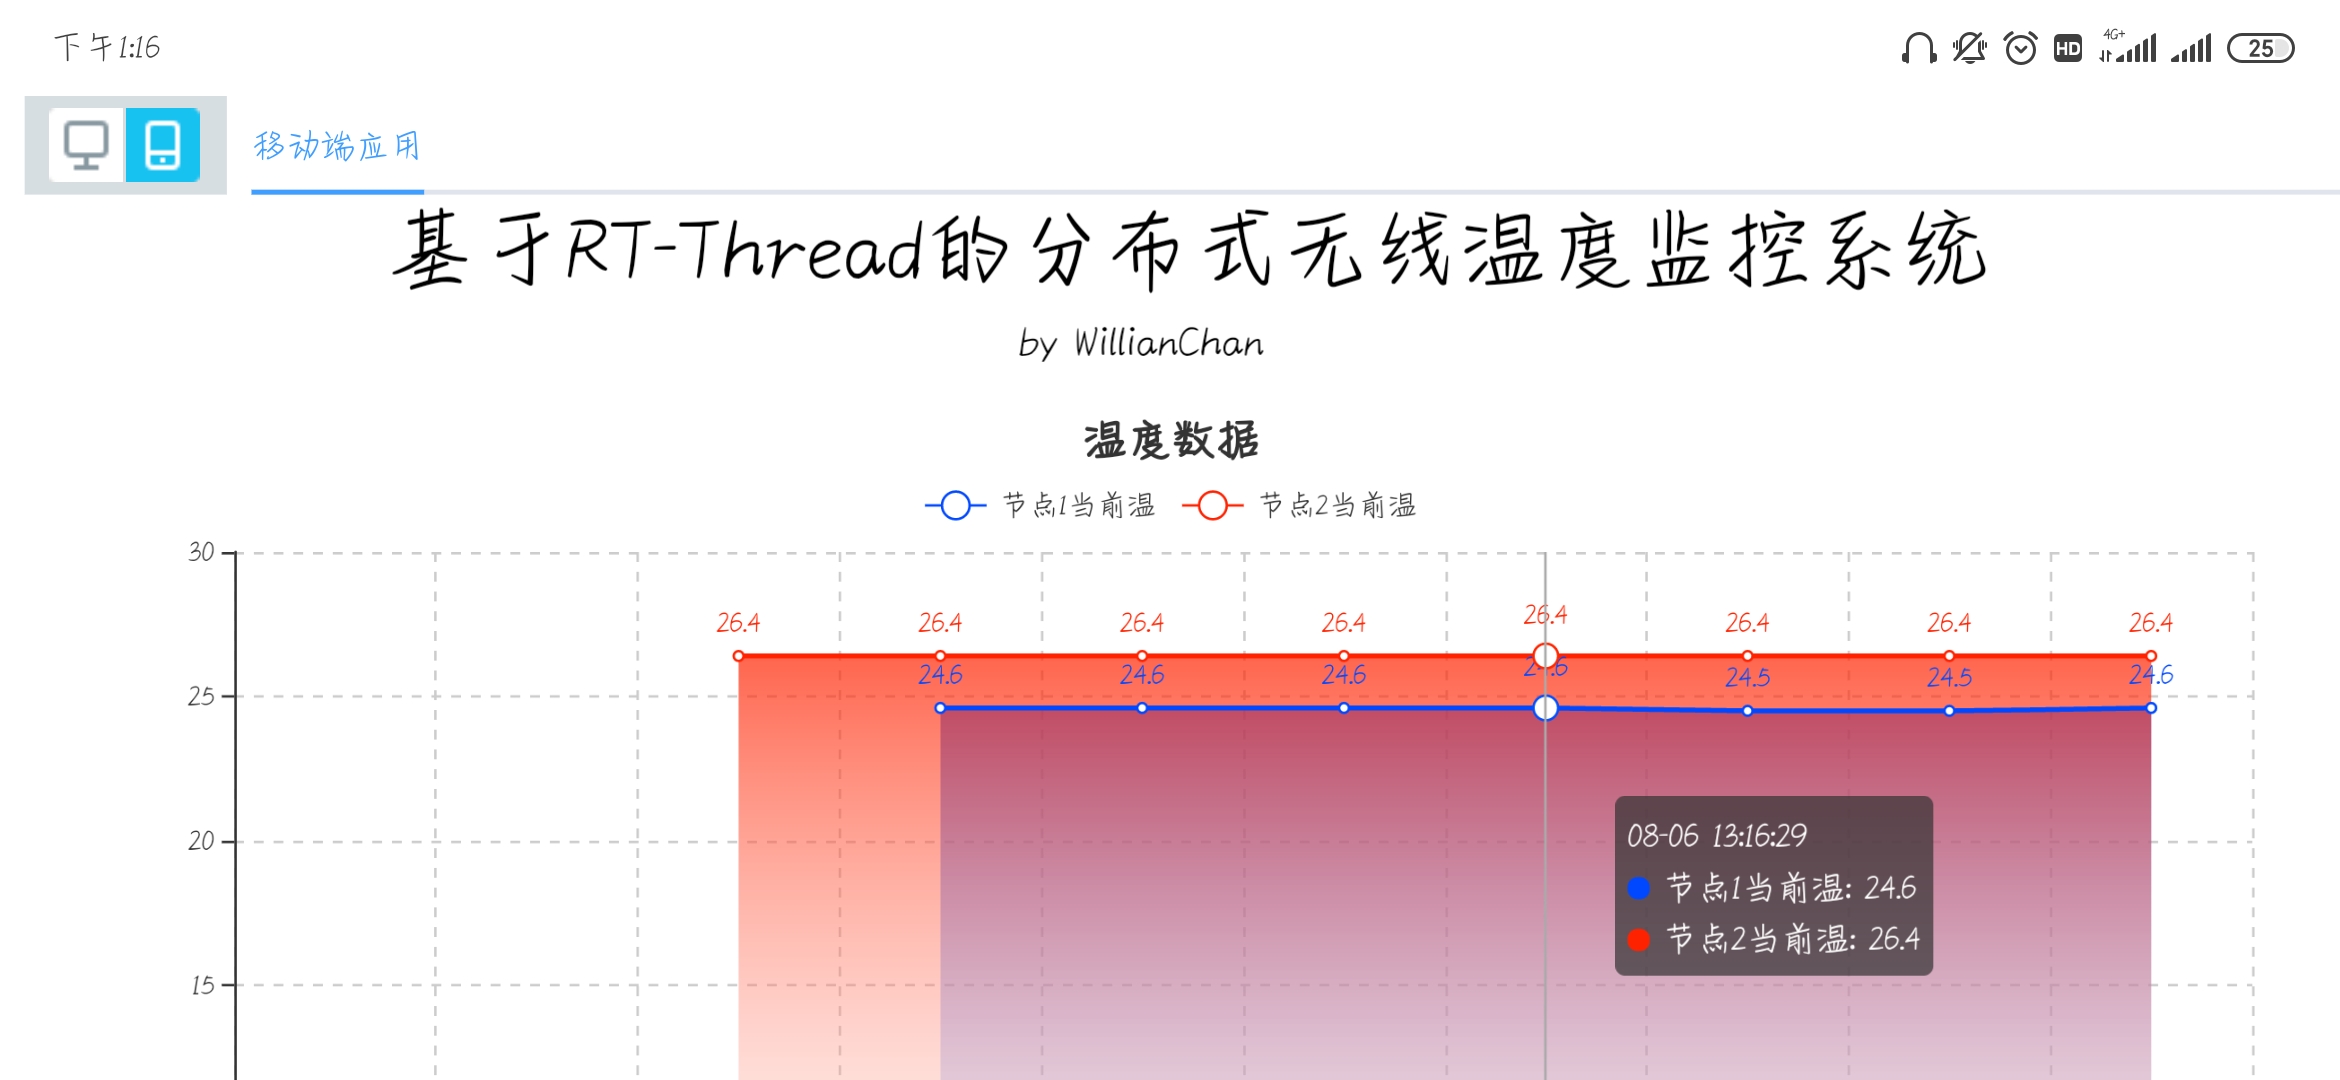 下午1:16
HD
4G+
25
移动端应用
基于RT-Thread的分布式无线温度监控系统
by WillianChan
温度数据
节点1当前温
节点2当前温
30
26.4 26.4 26.4 26.4 26.4 26.4 26.4 26.4
24.6 24.6 24.6 24.6 24.5 24.5 24.6
25
20
15
08-06 13:16:29
节点1当前温: 24.6
节点2当前温: 26.4